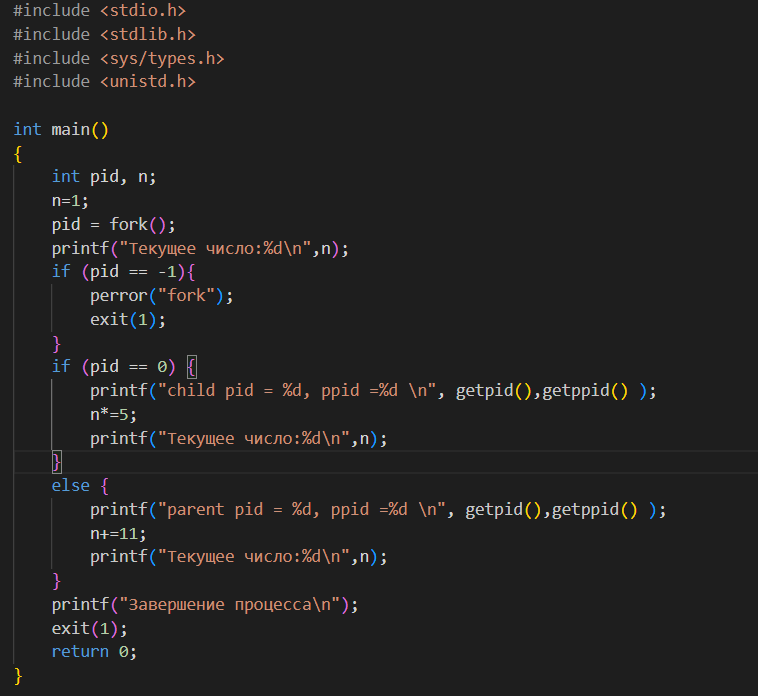 #include <stdio.h>
#include <stdlib.h>
#include <sys/types.h>
#include <unistd.h>
int main()
{
int pid, n;
n=1;
pid = fork();
printf("Текущее число:%d\n",n);
if (pid == -1){
perror("fork");
exit(1);
}
if (pid == 0) {
printf("child pid = %d, ppid =%d \n", getpid(),getppid() );
n*=5;
printf("Текущее число:%d\n",n);
}
else {
printf("parent pid = %d, ppid =%d \n", getpid(),getppid() );
n+=11;
printf("Текущее число:%d\n",n);
}
printf("Завершение процесса\n");
exit(1);
return 0;
}